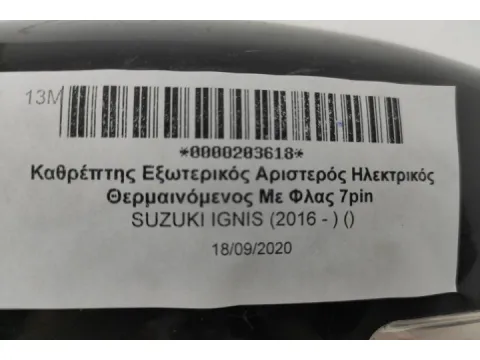 13M
*0000203618*
Καθρέπτης Εξωτερικός Αριστερός Ηλεκτρικός
Θερμαινόμενος Με Φλας 7pin
SUZUKI IGNIS (2016 - ) ()
18/09/2020